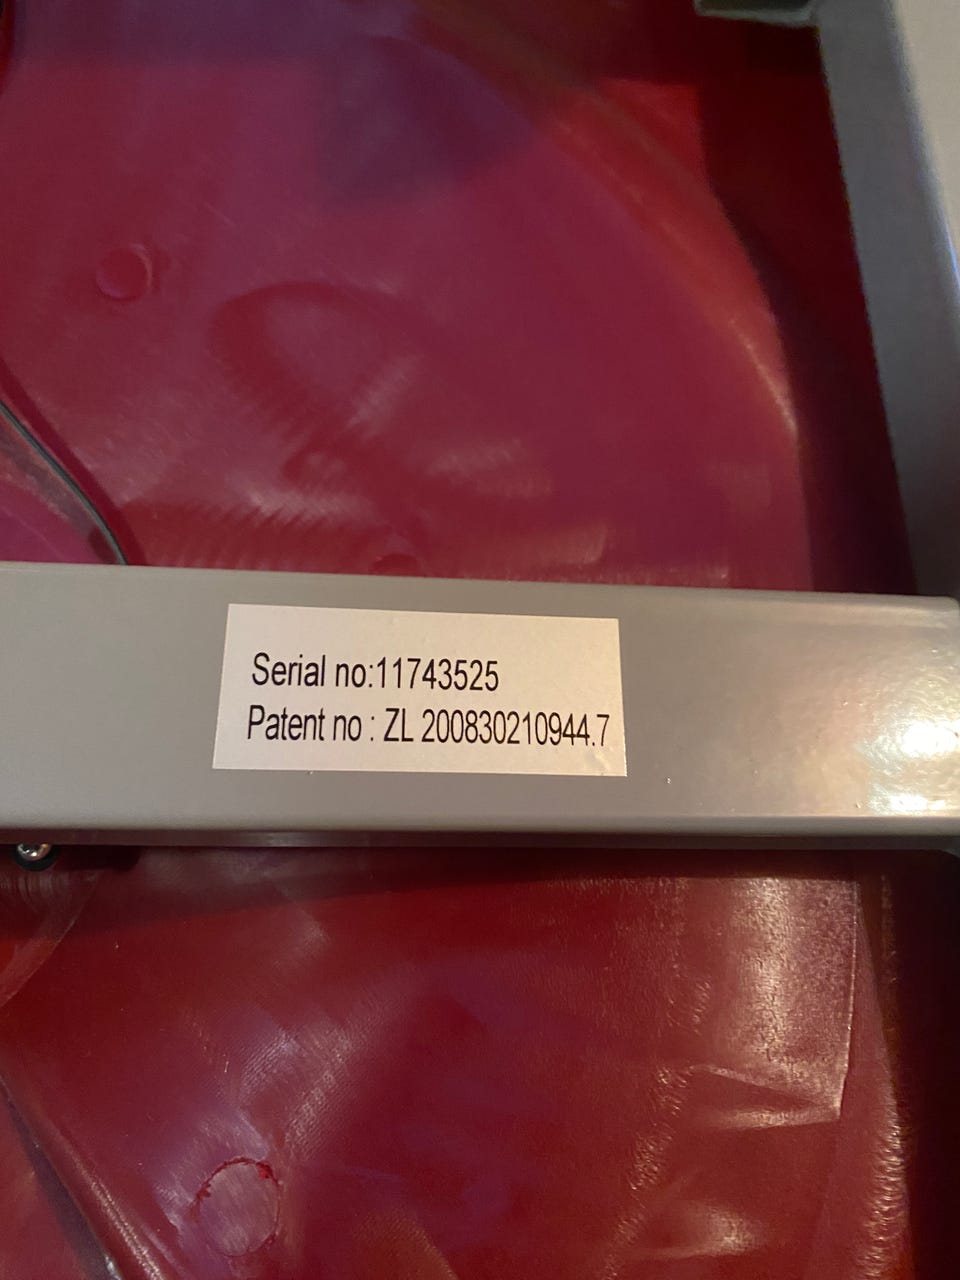 Serial no:11743525
Patent no : ZL 200830210944.7